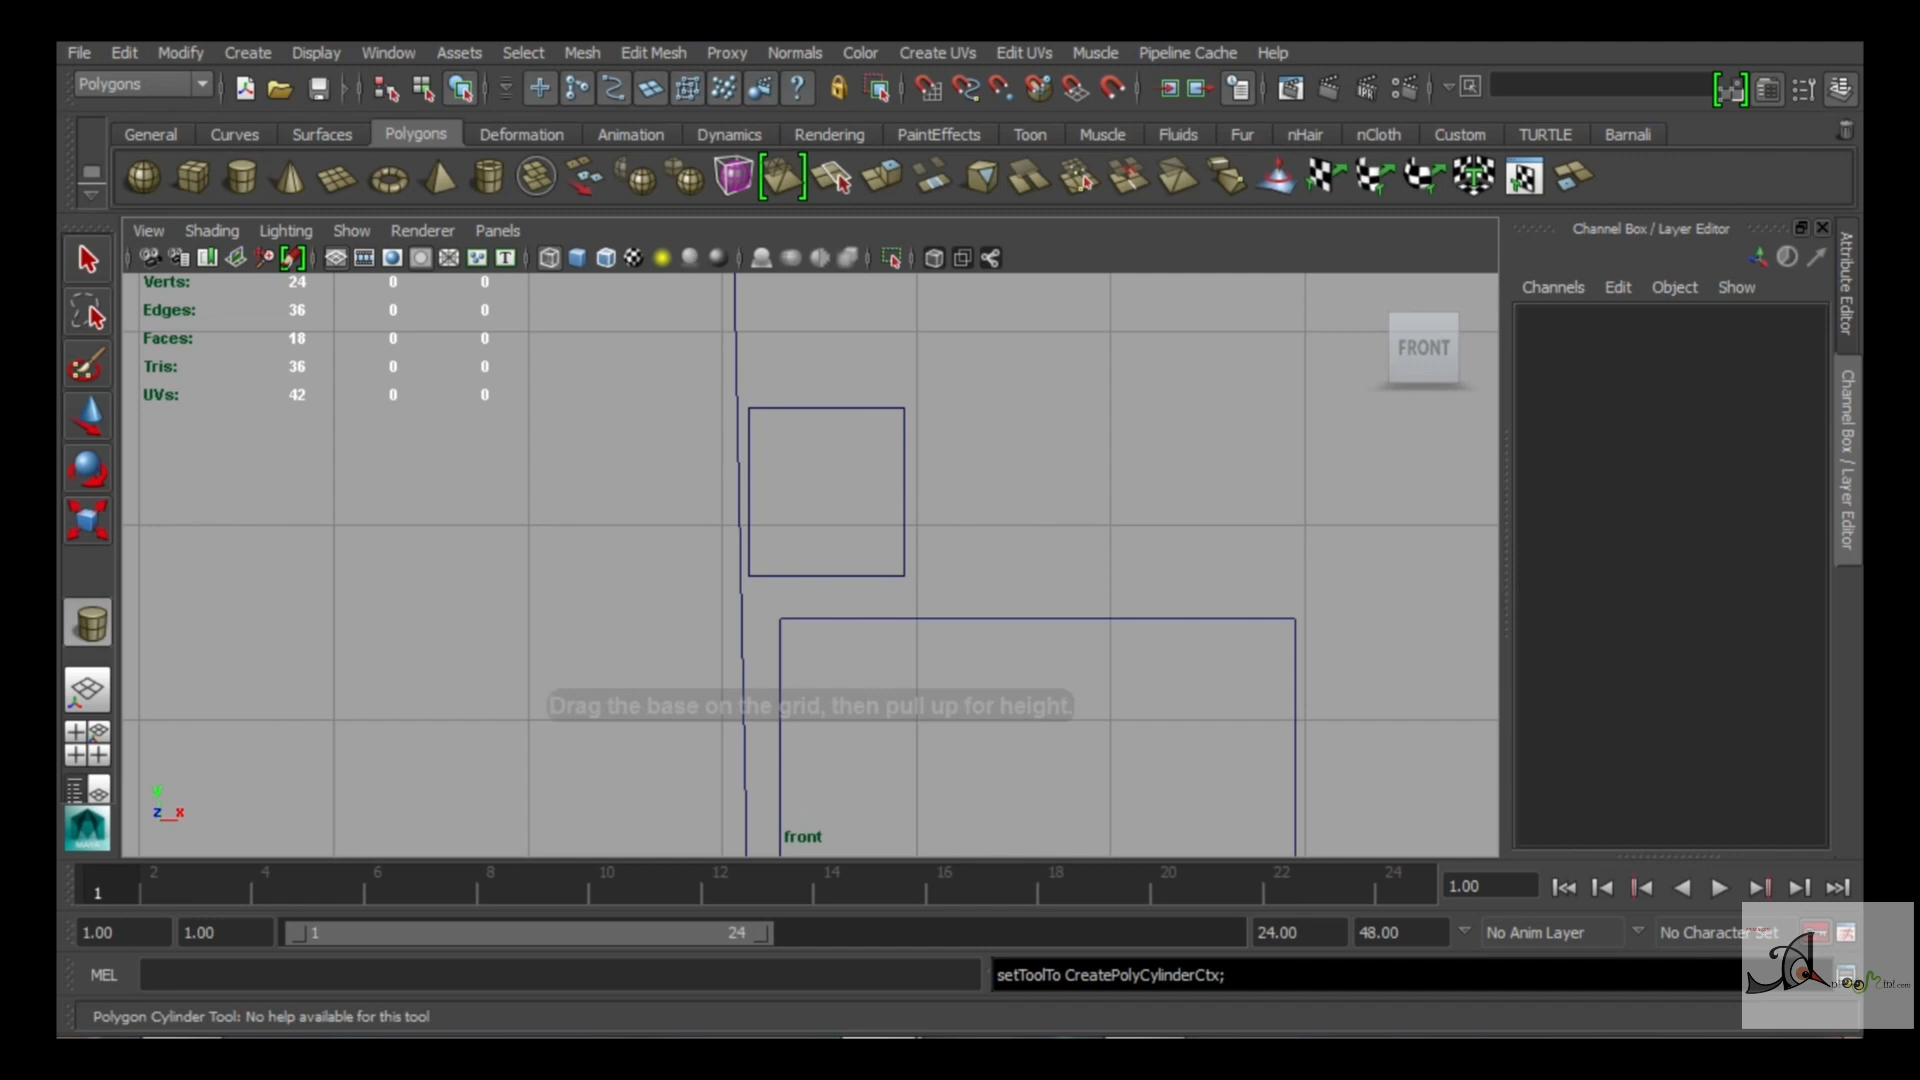 File Edit Modify Create Display Window Assets Select Mesh Edit Mesh Proxy Normals Color Create UVs Edit UVs Muscle Pipeline Cache Help
Polygons
IPR
General Curves Surfaces Polygons Deformation Animation Dynamics Rendering PaintEffects Toon Muscle Fluids Fur nHair nCloth Custom TURTLE Barnali
View Shading Lighting Show Renderer Panels
Channel Box / Layer Editor
Channels Edit Object Show
Attribute Editor
Channel Box / Layer Editor
Verts: 24 0 0
Edges: 36 0 0
Faces: 18 0 0
Tris: 36 0 0
UVs: 42 0 0
FRONT
Drag the base on the grid, then pull up for height.
y
z x
front
2 4 6 8 10 12 14 16 18 20 22 24
1
1.00
1.00 1.00 1 24 24.00 48.00 No Anim Layer No Character Set
MEL
setToolTo CreatePolyCylinderCtx;
Polygon Cylinder Tool: No help available for this tool